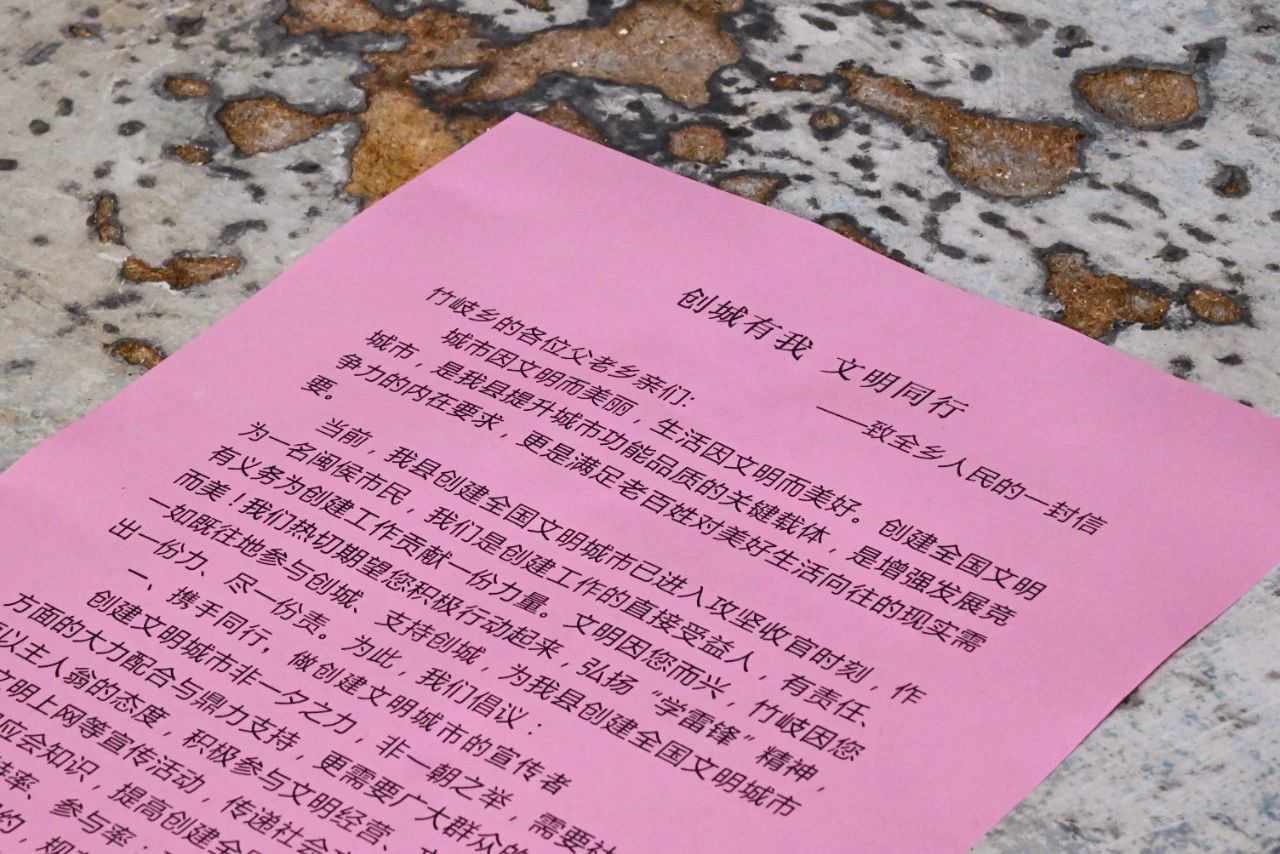 创城有我 文明同行
——致全乡人民的一封信
竹岐乡的各位父老乡亲们:
城市因文明而美丽，生活因文明而美好。创建全国文明
城市，是我县提升城市功能品质的关键载体，是增强发展竞
争力的内在要求，更是满足老百姓对美好生活向往的现实需
要。
当前，我县创建全国文明城市已进入攻坚收官时刻，作
为一名闽侯市民，我们是创建工作的直接受益人，有责任、
有义务为创建工作贡献一份力量。文明因您而兴，竹岐因您
而美！我们热切期望您积极行动起来，弘扬“学雷锋”精神，
一如既往地参与创城、支持创城，为我县创建全国文明城市
出一份力、尽一份责。为此，我们倡议：
一、携手同行，做创建文明城市的宣传者
创建文明城市非一夕之力，非一朝之举，需要社
方面的大力配合与鼎力支持，更需要广大群众的
以主人翁的态度，积极参与文明经营、
文明上网等宣传活动，传递社会
应会知识，提高创建全
率、参与率；
约，